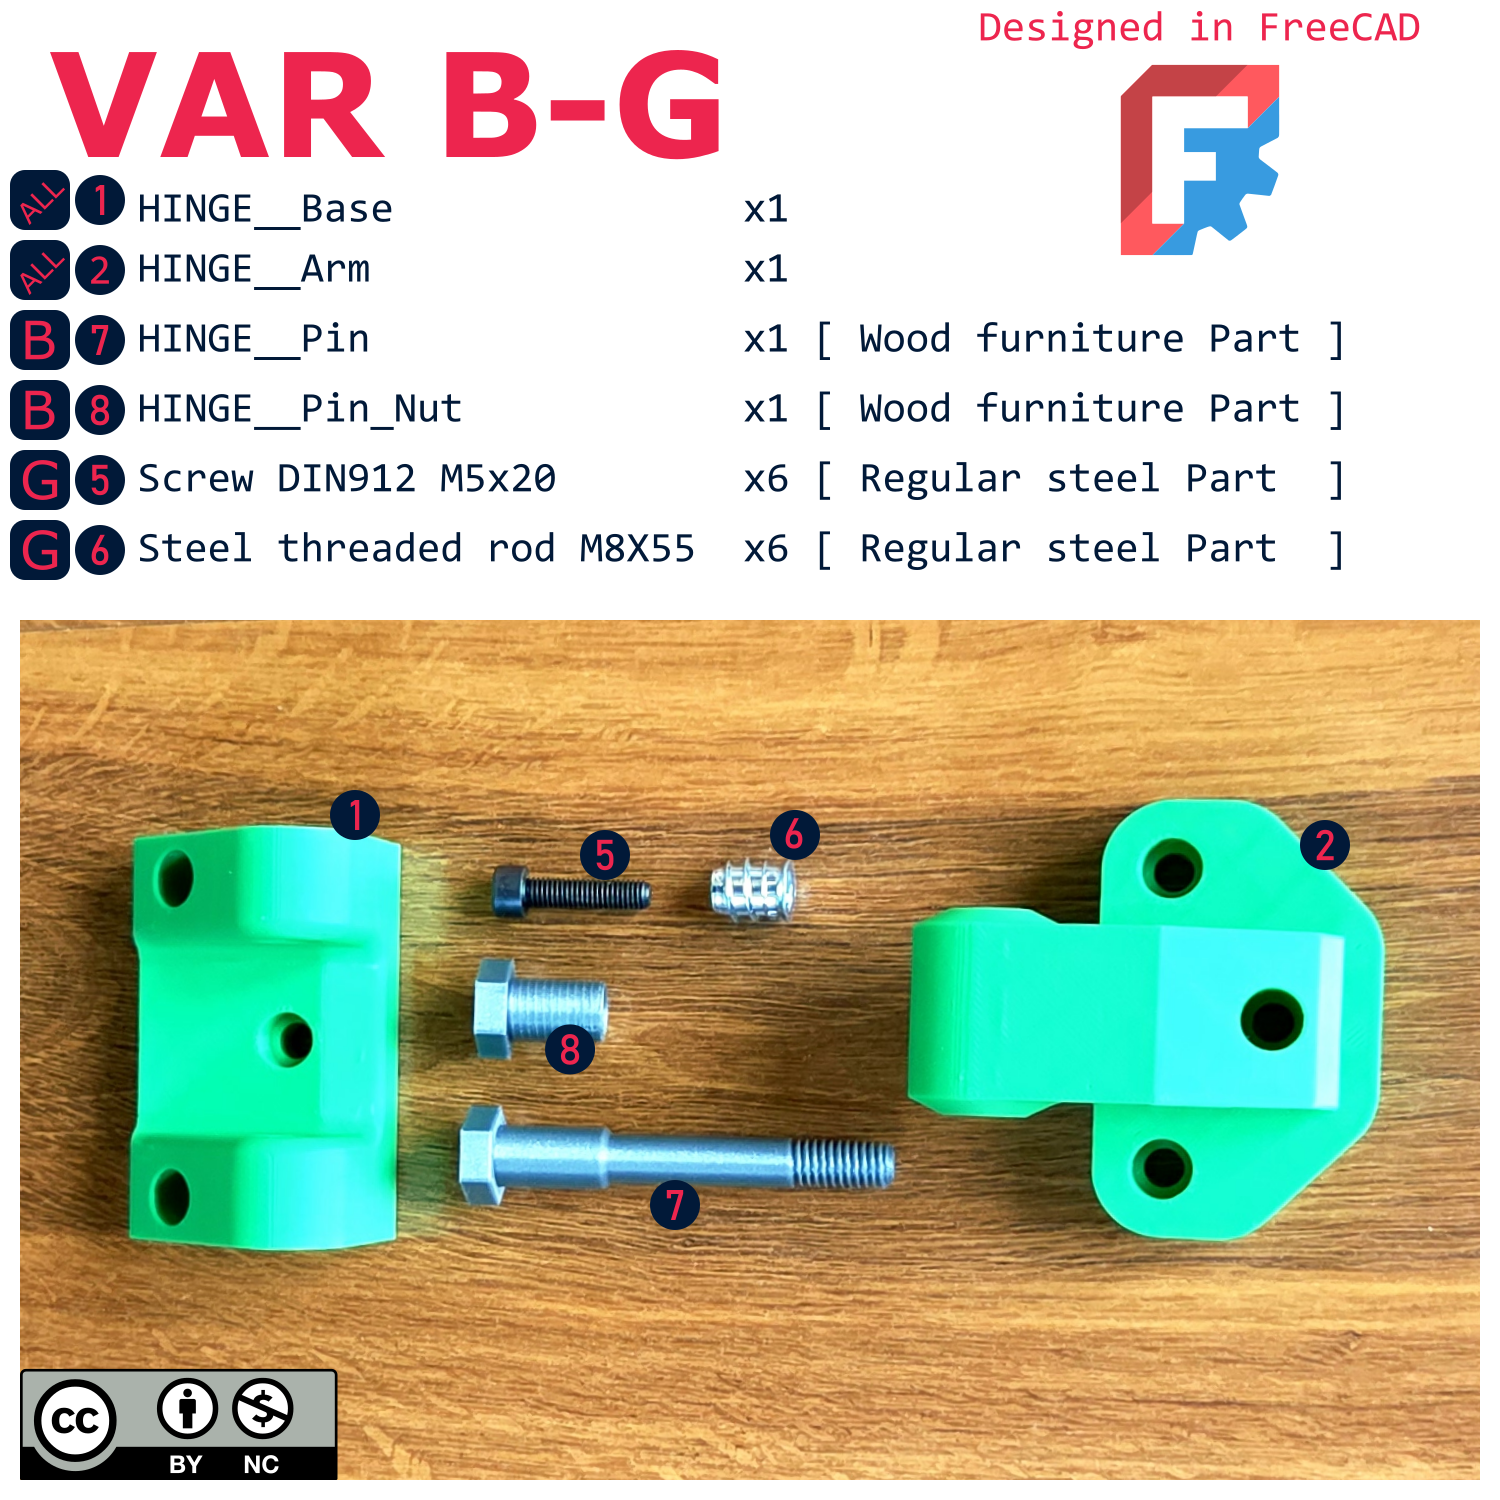 Designed in FreeCAD
VAR B-G
ALL 1 HINGE__Base x1
ALL 2 HINGE__Arm x1
B 7 HINGE__Pin x1 [ Wood furniture Part ]
B 8 HINGE__Pin_Nut x1 [ Wood furniture Part ]
G 5 Screw DIN912 M5x20 x6 [ Regular steel Part ]
G 6 Steel threaded rod M8X55 x6 [ Regular steel Part ]
1
5
6
2
8
7
CC
BY NC